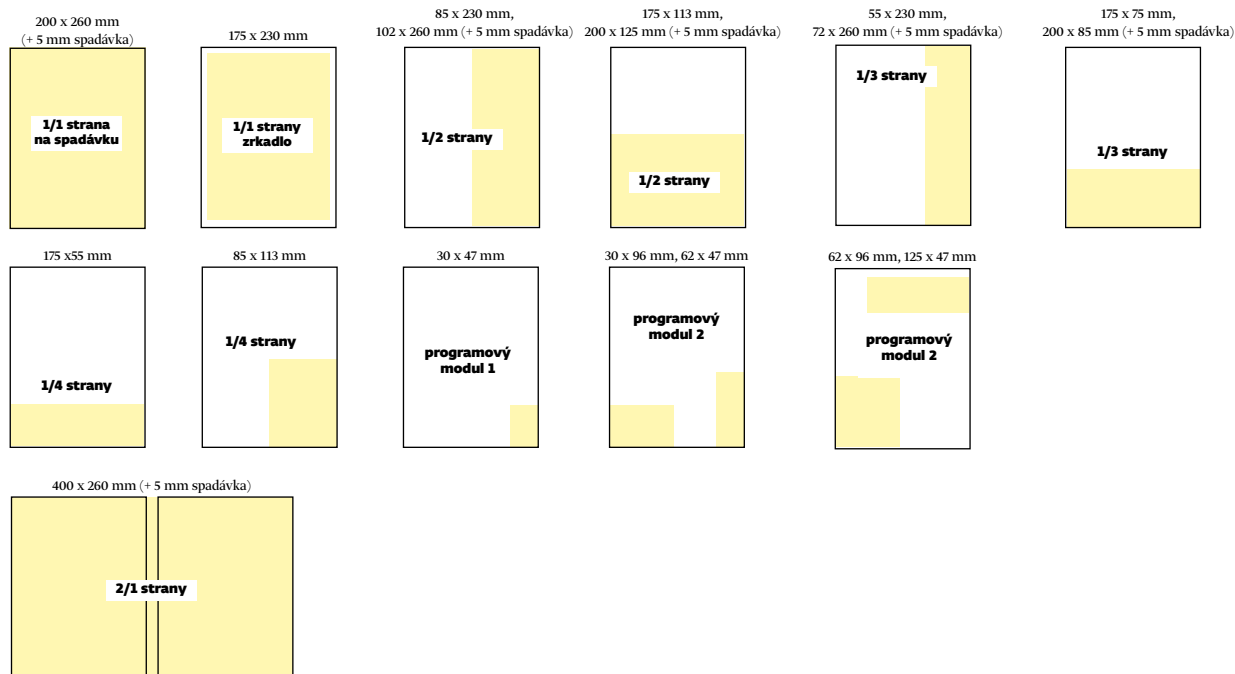 200 x 260 mm
(+ 5 mm spadávka)
1/1 strana
na spadávku
175 x 230 mm
1/1 strany
zrkadlo
85 x 230 mm,
102 x 260 mm (+ 5 mm spadávka)
1/2 strany
175 x 113 mm,
200 x 125 mm (+ 5 mm spadávka)
1/2 strany
55 x 230 mm,
72 x 260 mm (+ 5 mm spadávka)
1/3 strany
175 x 75 mm,
200 x 85 mm (+ 5 mm spadávka)
1/3 strany
175 x55 mm
1/4 strany
85 x 113 mm
1/4 strany
30 x 47 mm
programový
modul 1
30 x 96 mm, 62 x 47 mm
programový
modul 2
62 x 96 mm, 125 x 47 mm
programový
modul 2
400 x 260 mm (+ 5 mm spadávka)
2/1 strany